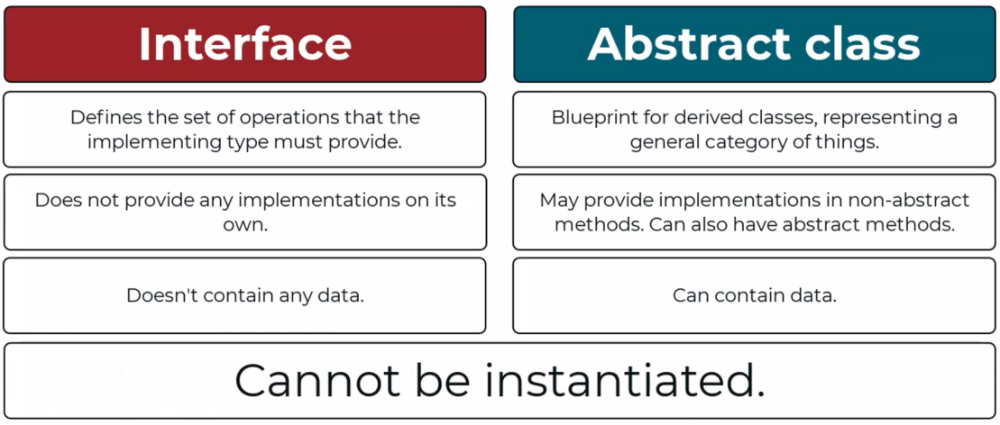 Interface
Abstract class
Defines the set of operations that the
implementing type must provide.
Blueprint for derived classes, representing a
general category of things.
Does not provide any implementations on its
own.
May provide implementations in non-abstract
methods. Can also have abstract methods.
Doesn't contain any data.
Can contain data.
Cannot be instantiated.